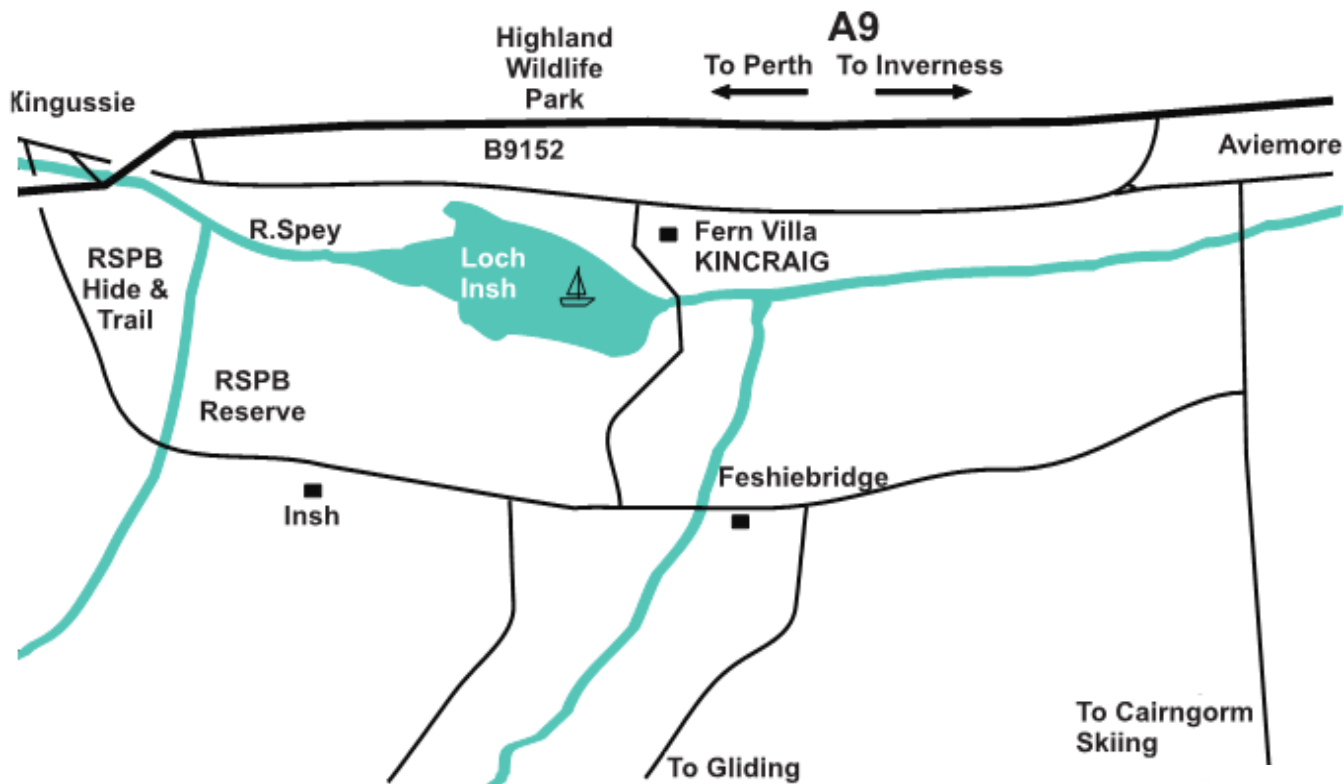 A9
Highland
Wildlife
Park
To Perth
To Inverness
Kingussie
B9152
Aviemore
R.Spey
Fern Villa
KINCRAIG
RSPB
Hide &
Trail
Loch
Insh
RSPB
Reserve
Feshiebridge
Insh
To Cairngorm
Skiing
To Gliding